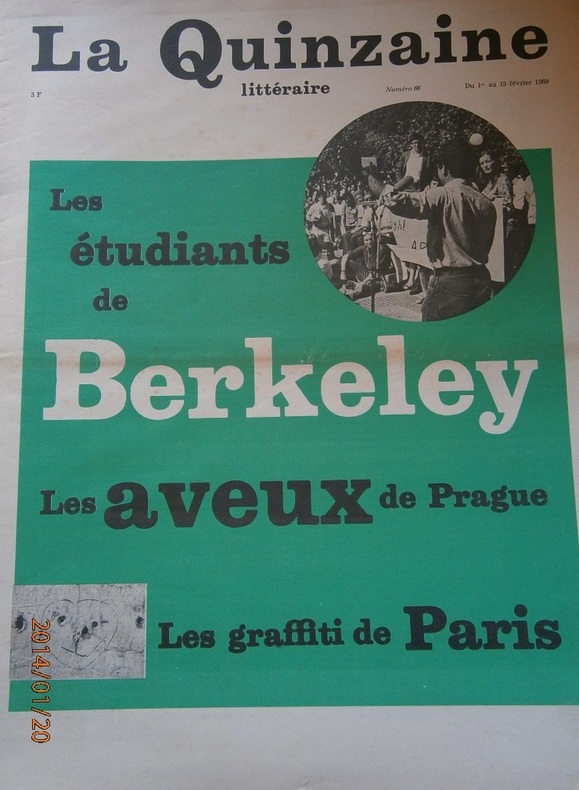 La Quinzaine
littéraire
3 F
Numéro 66
Du 1er au 15 février 1969
Les
étudiants
de
Berkeley
Les aveux de Prague
Les graffiti de Paris
2014/01/20